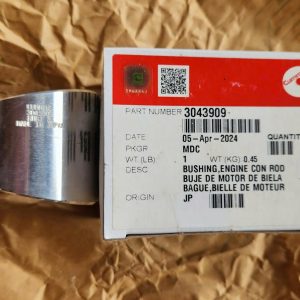 PART NUMBER 3043909
DATE 05-Apr-2024 QUANTIT
PKGR MDC
WT (LB) 1 WT (KG) 0.45
DESC BUSHING,ENGINE CON ROD
BUJE DE MOTOR DE BIELA
BAGUE,BIELLE DE MOTEUR
ORIGIN JP